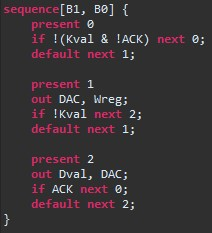 sequence[B1, B0] {
present 0
if !(Kval & !ACK) next 0;
default next 1;
present 1
out DAC, Wreg;
if !Kval next 2;
default next 1;
present 2
out Dval, DAC;
if ACK next 0;
default next 2;
}